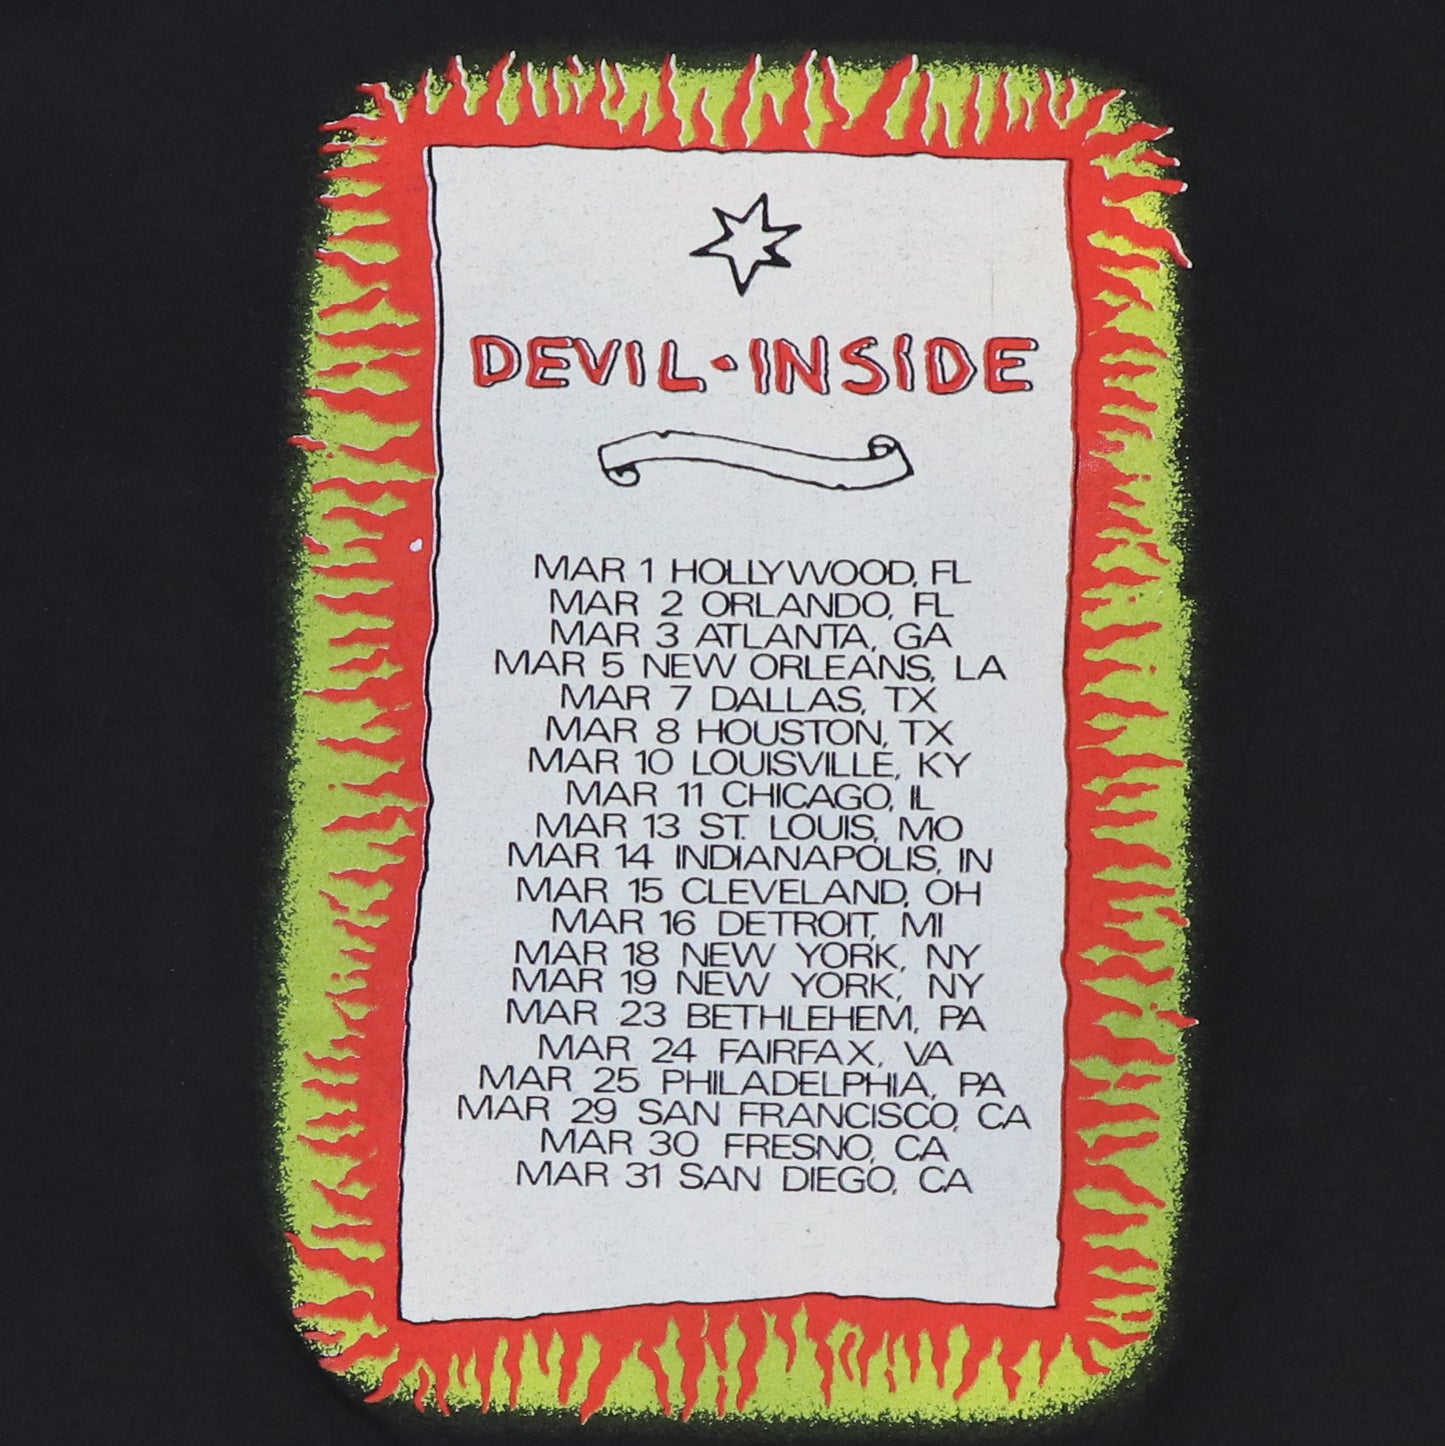 DEVIL·INSIDE
MAR 1 HOLLYWOOD, FL
MAR 2 ORLANDO, FL
MAR 3 ATLANTA, GA
MAR 5 NEW ORLEANS, LA
MAR 7 DALLAS, TX
MAR 8 HOUSTON, TX
MAR 10 LOUISVILLE, KY
MAR 11 CHICAGO, IL
MAR 13 ST. LOUIS, MO
MAR 14 INDIANAPOLIS, IN
MAR 15 CLEVELAND, OH
MAR 16 DETROIT, MI
MAR 18 NEW YORK, NY
MAR 19 NEW YORK, NY
MAR 23 BETHLEHEM, PA
MAR 24 FAIRFAX, VA
MAR 25 PHILADELPHIA, PA
MAR 29 SAN FRANCISCO, CA
MAR 30 FRESNO, CA
MAR 31 SAN DIEGO, CA